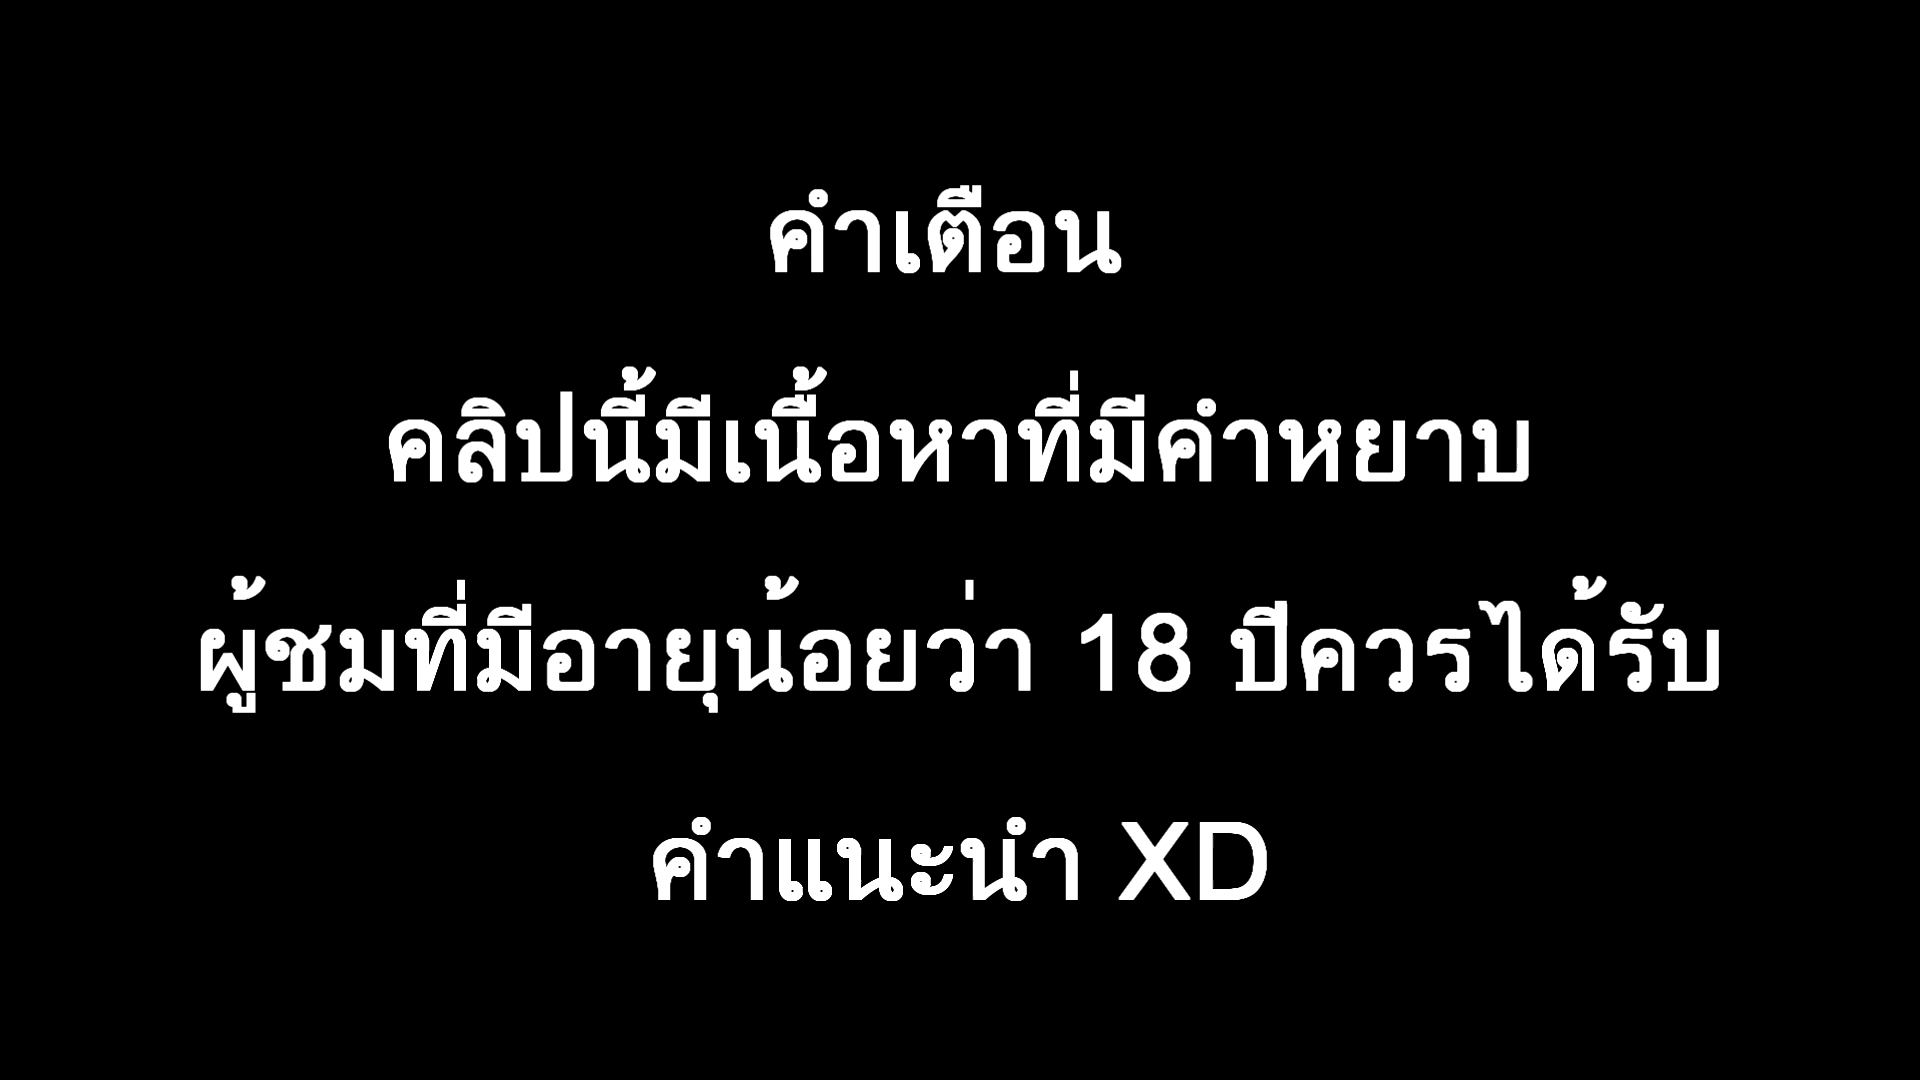 คำเตือน
คลิปนี้มีเนื้อหาที่มีคำหยาบ
ผู้ชมที่มีอายุน้อยว่า 18 ปีควรได้รับ
คำแนะนำ XD